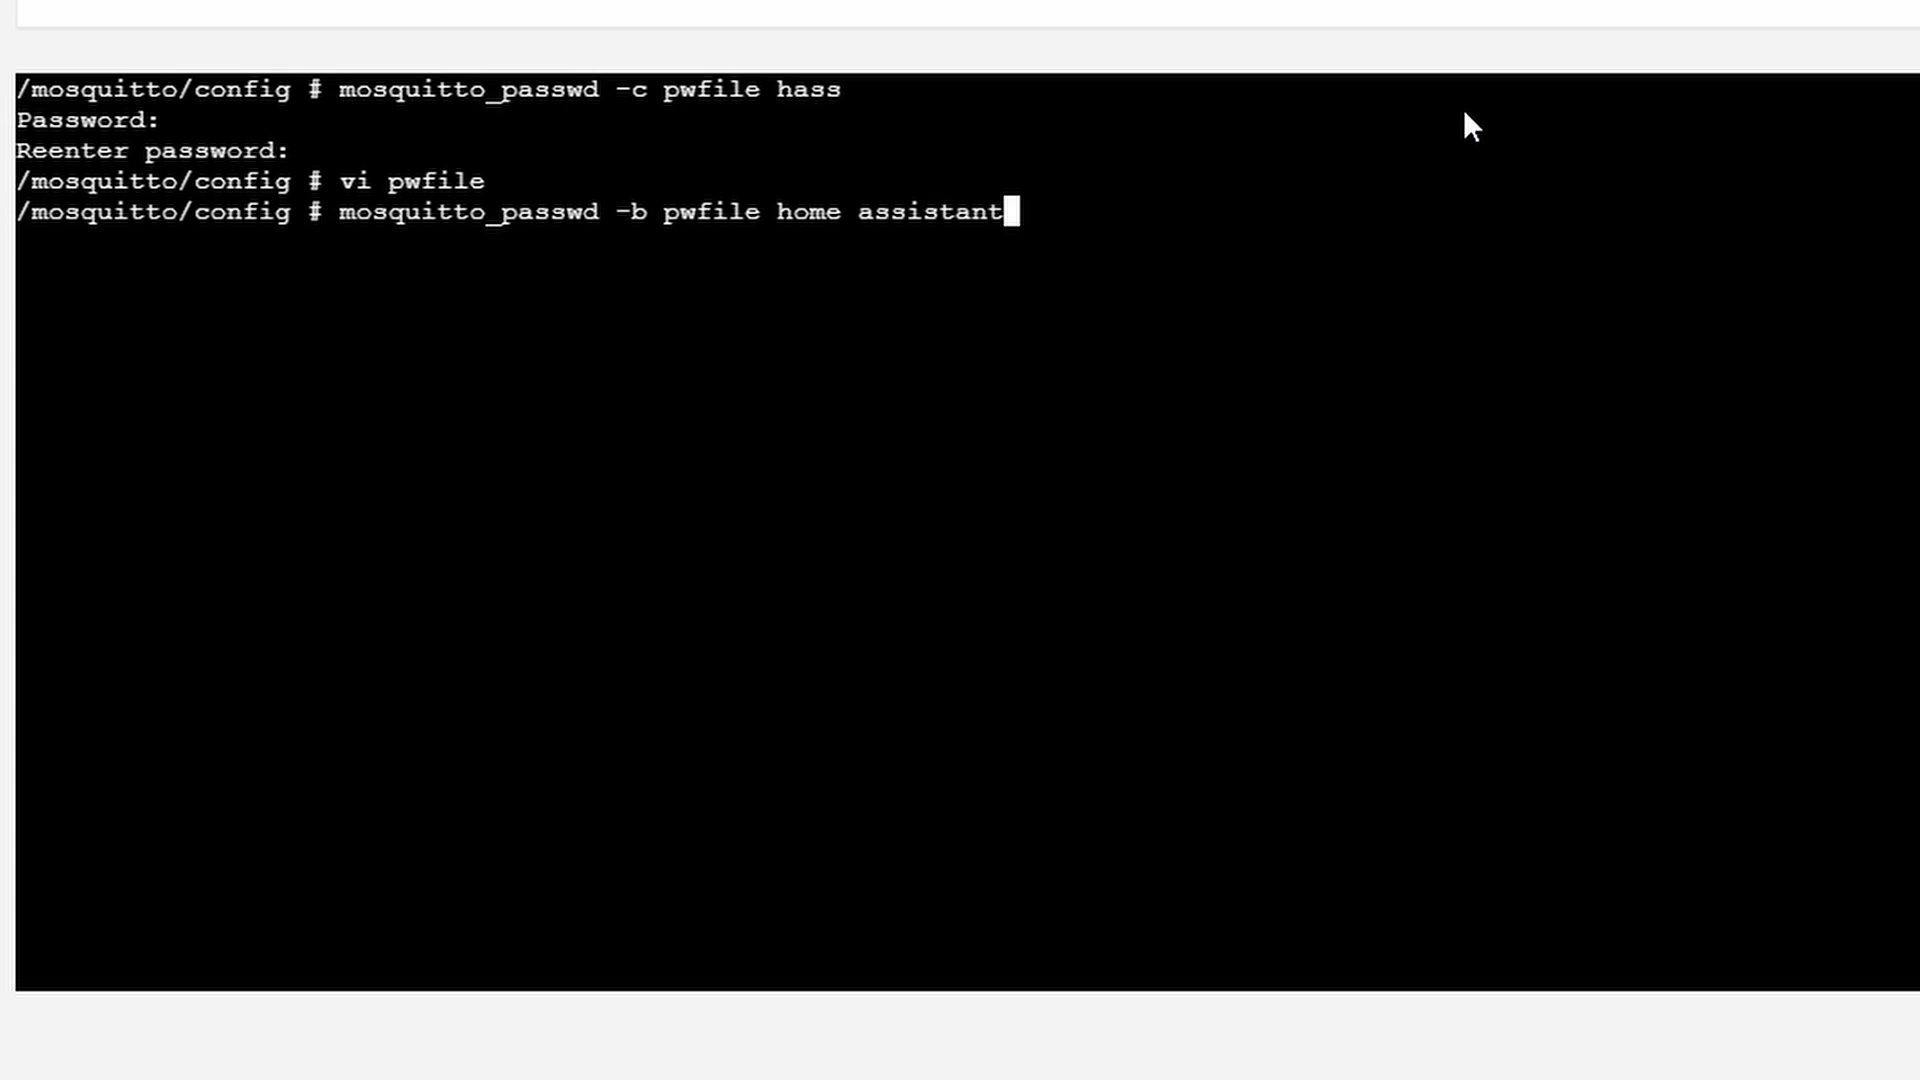 /mosquitto/config # mosquitto_passwd -c pwfile hass
Password:
Reenter password:
/mosquitto/config # vi pwfile
/mosquitto/config # mosquitto_passwd -b pwfile home assistant